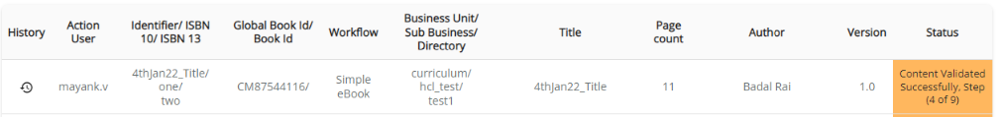 History Action User Identifier/ ISBN 10/ ISBN 13 Global Book Id/ Book Id Workflow Business Unit/ Sub Business/ Directory Title Page count Author Version Status
mayank.v 4thJan22_Title/ one/ two CM87544116/ Simple eBook curriculum/ hcl_test/ test1 4thJan22_Title 11 Badal Rai 1.0 Content Validated Successfully, Step (4 of 9)